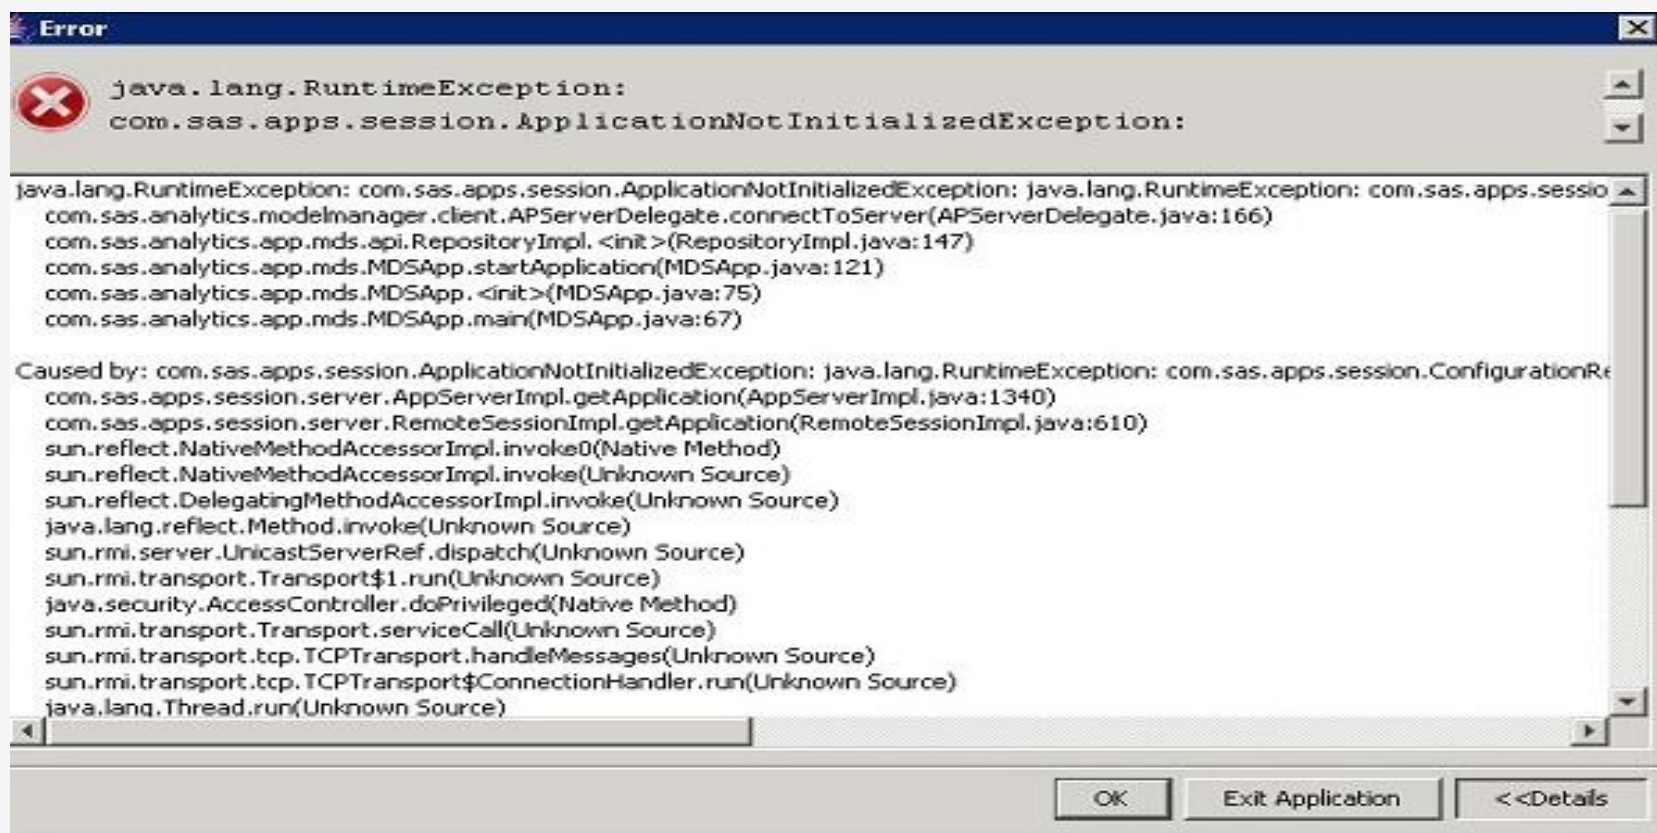 Error
java.lang.RuntimeException:
com.sas.apps.session.ApplicationNotInitializedException:
java.lang.RuntimeException: com.sas.apps.session.ApplicationNotInitializedException: java.lang.RuntimeException: com.sas.apps.sessio
com.sas.analytics.modelmanager.client.APServerDelegate.connectToServer(APServerDelegate.java:166)
com.sas.analytics.app.mds.api.RepositoryImpl.<init>(RepositoryImpl.java:147)
com.sas.analytics.app.mds.MDSApp.startApplication(MDSApp.java:121)
com.sas.analytics.app.mds.MDSApp.<init>(MDSApp.java:75)
com.sas.analytics.app.mds.MDSApp.main(MDSApp.java:67)
Caused by: com.sas.apps.session.ApplicationNotInitializedException: java.lang.RuntimeException: com.sas.apps.session.ConfigurationRe
com.sas.apps.session.server.AppServerImpl.getApplication(AppServerImpl.java:1340)
com.sas.apps.session.server.RemoteSessionImpl.getApplication(RemoteSessionImpl.java:610)
sun.reflect.NativeMethodAccessorImpl.invoke0(Native Method)
sun.reflect.NativeMethodAccessorImpl.invoke(Unknown Source)
sun.reflect.DelegatingMethodAccessorImpl.invoke(Unknown Source)
java.lang.reflect.Method.invoke(Unknown Source)
sun.rmi.server.UnicastServerRef.dispatch(Unknown Source)
sun.rmi.transport.Transport$1.run(Unknown Source)
java.security.AccessController.doPrivileged(Native Method)
sun.rmi.transport.Transport.serviceCall(Unknown Source)
sun.rmi.transport.tcp.TCPTransport.handleMessages(Unknown Source)
sun.rmi.transport.tcp.TCPTransport$ConnectionHandler.run(Unknown Source)
java.lang.Thread.run(Unknown Source)
OK Exit Application <<Details